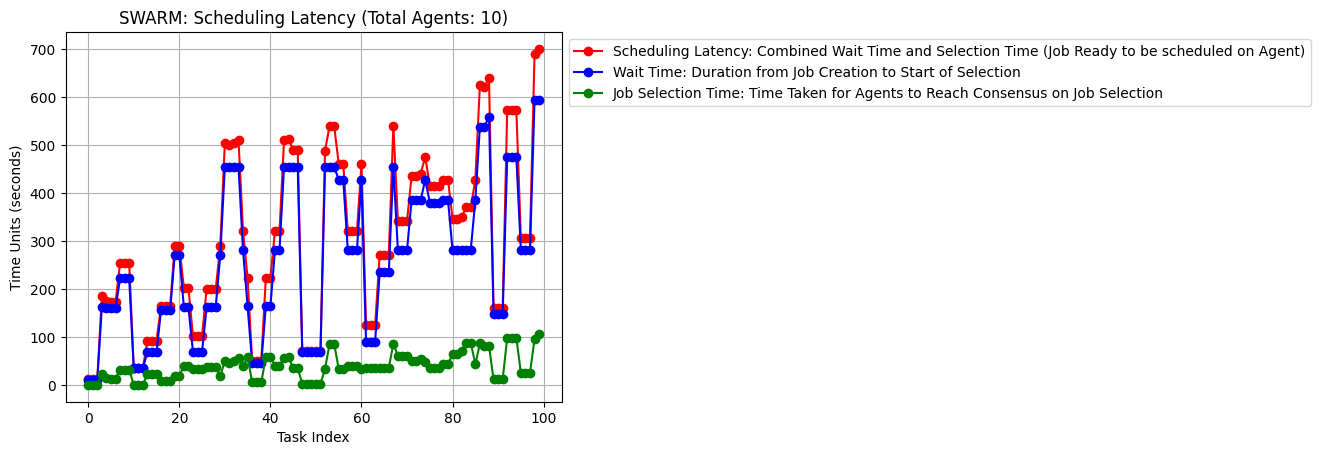 SWARM: Scheduling Latency (Total Agents: 10)
Scheduling Latency: Combined Wait Time and Selection Time (Job Ready to be scheduled on Agent)
Wait Time: Duration from Job Creation to Start of Selection
Job Selection Time: Time Taken for Agents to Reach Consensus on Job Selection
Time Units (seconds)
700
600
500
400
300
200
100
0
0 20 40 60 80 100
Task Index